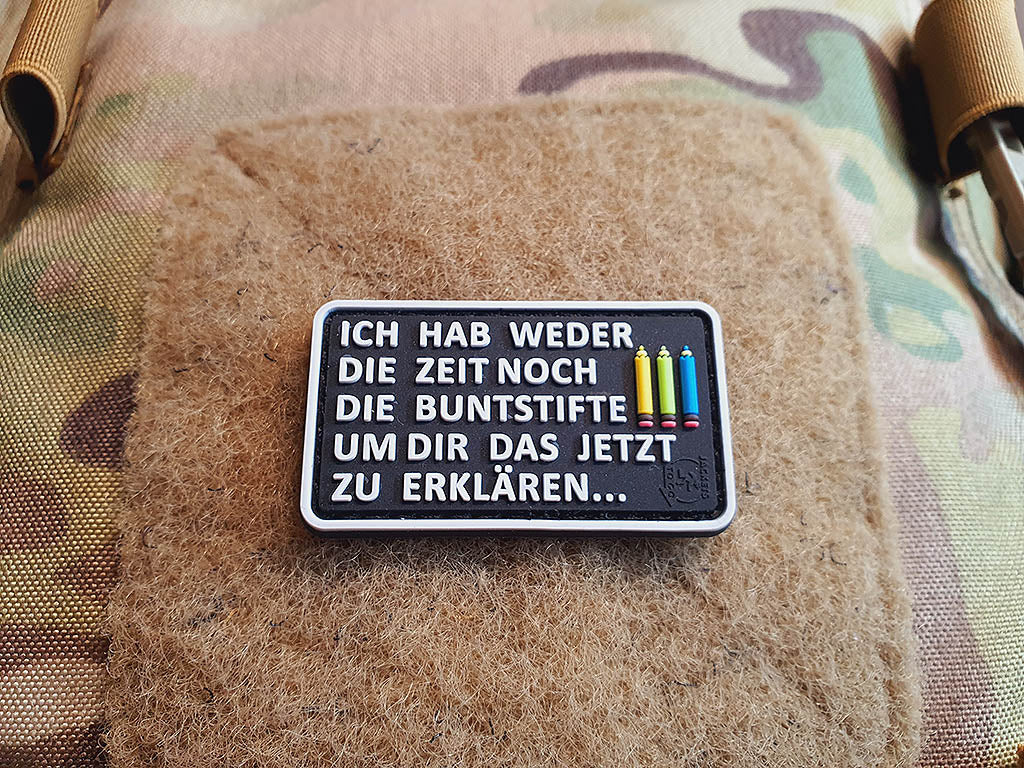 ICH HAB WEDER
DIE ZEIT NOCH
DIE BUNTSTIFTE
UM DIR DAS JETZT
ZU ERKLÄREN...